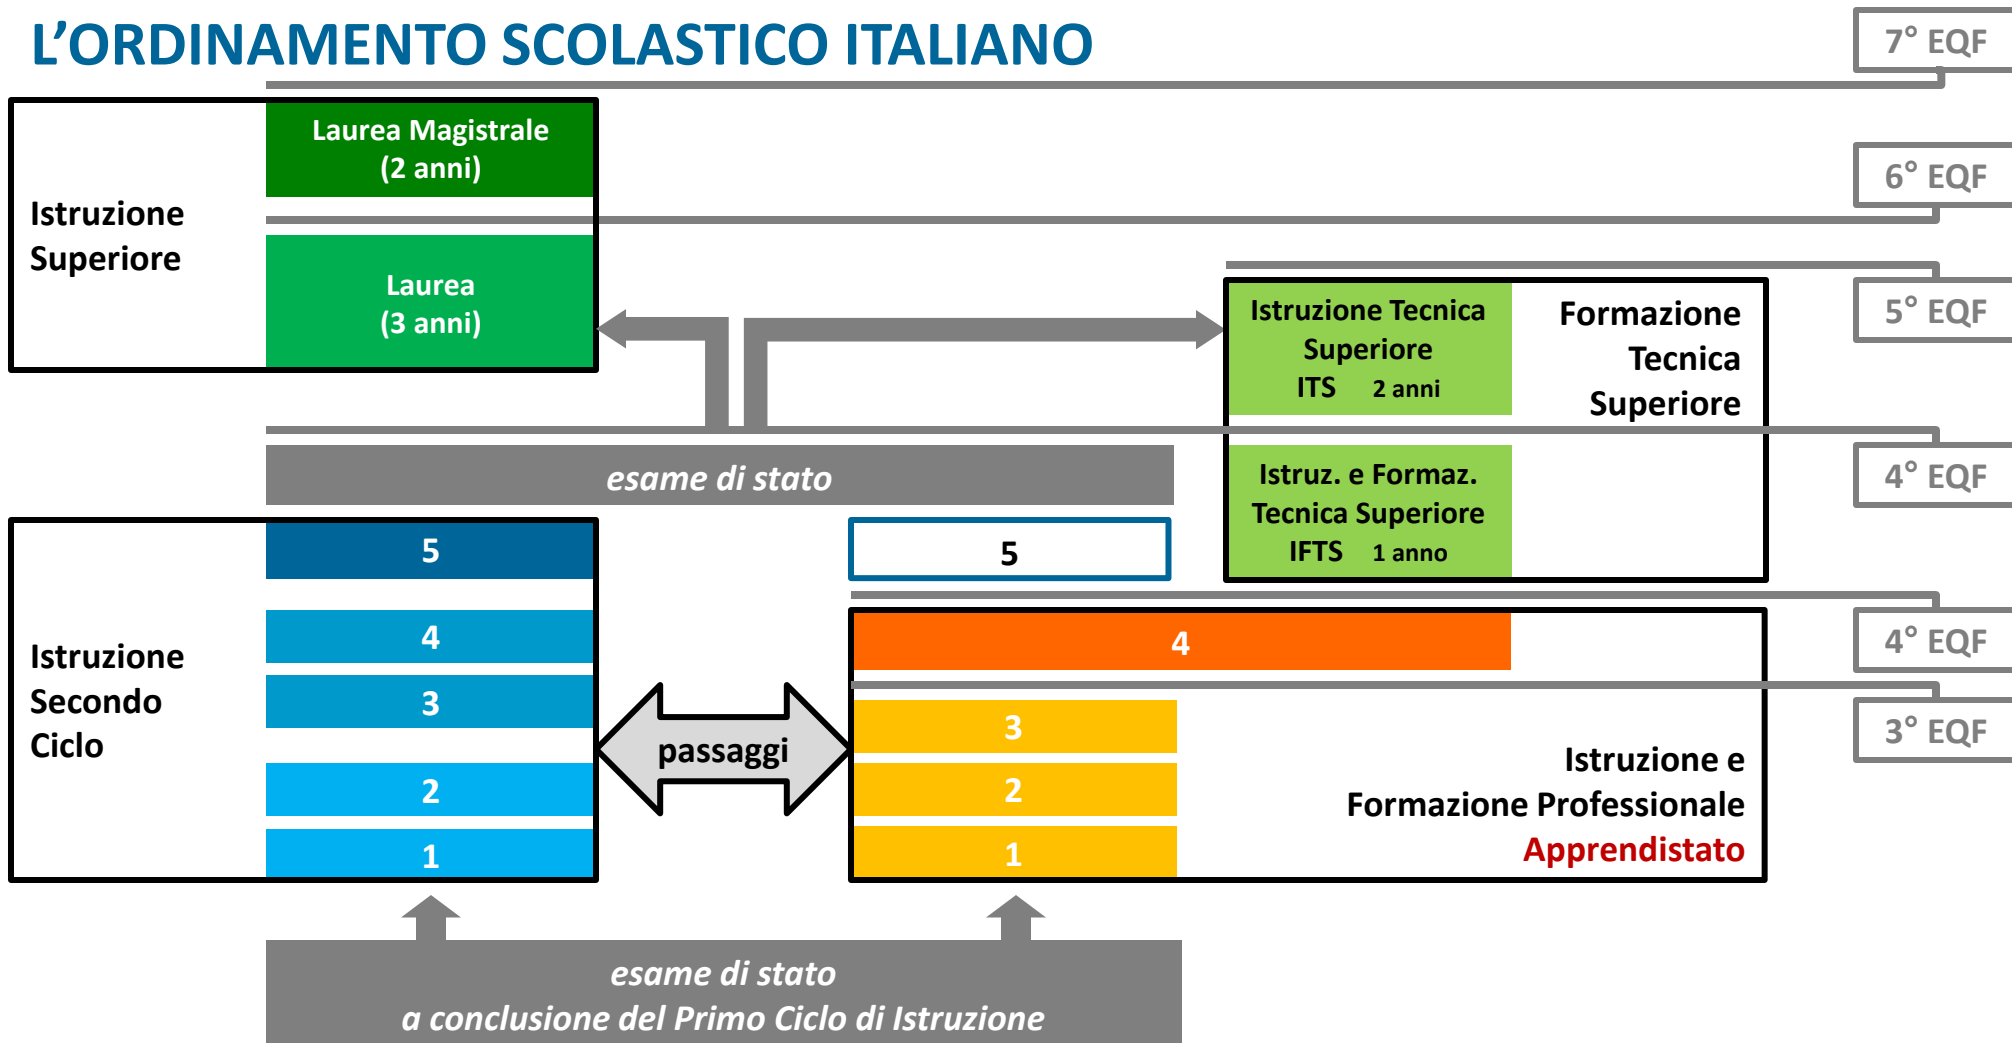 L'ORDINAMENTO SCOLASTICO ITALIANO
7° EQF
Laurea Magistrale
(2 anni)
6° EQF
Istruzione
Superiore
Laurea
(3 anni)
Istruzione Tecnica
Superiore
ITS 2 anni
Formazione
Tecnica
Superiore
5° EQF
esame di stato
Istruz. e Formaz.
Tecnica Superiore
IFTS 1 anno
4° EQF
5
5
Istruzione
Secondo
Ciclo
4
3
2
1
passaggi
4
4° EQF
3
2
1
3° EQF
Istruzione e
Formazione Professionale
Apprendistato
esame di stato
a conclusione del Primo Ciclo di Istruzione